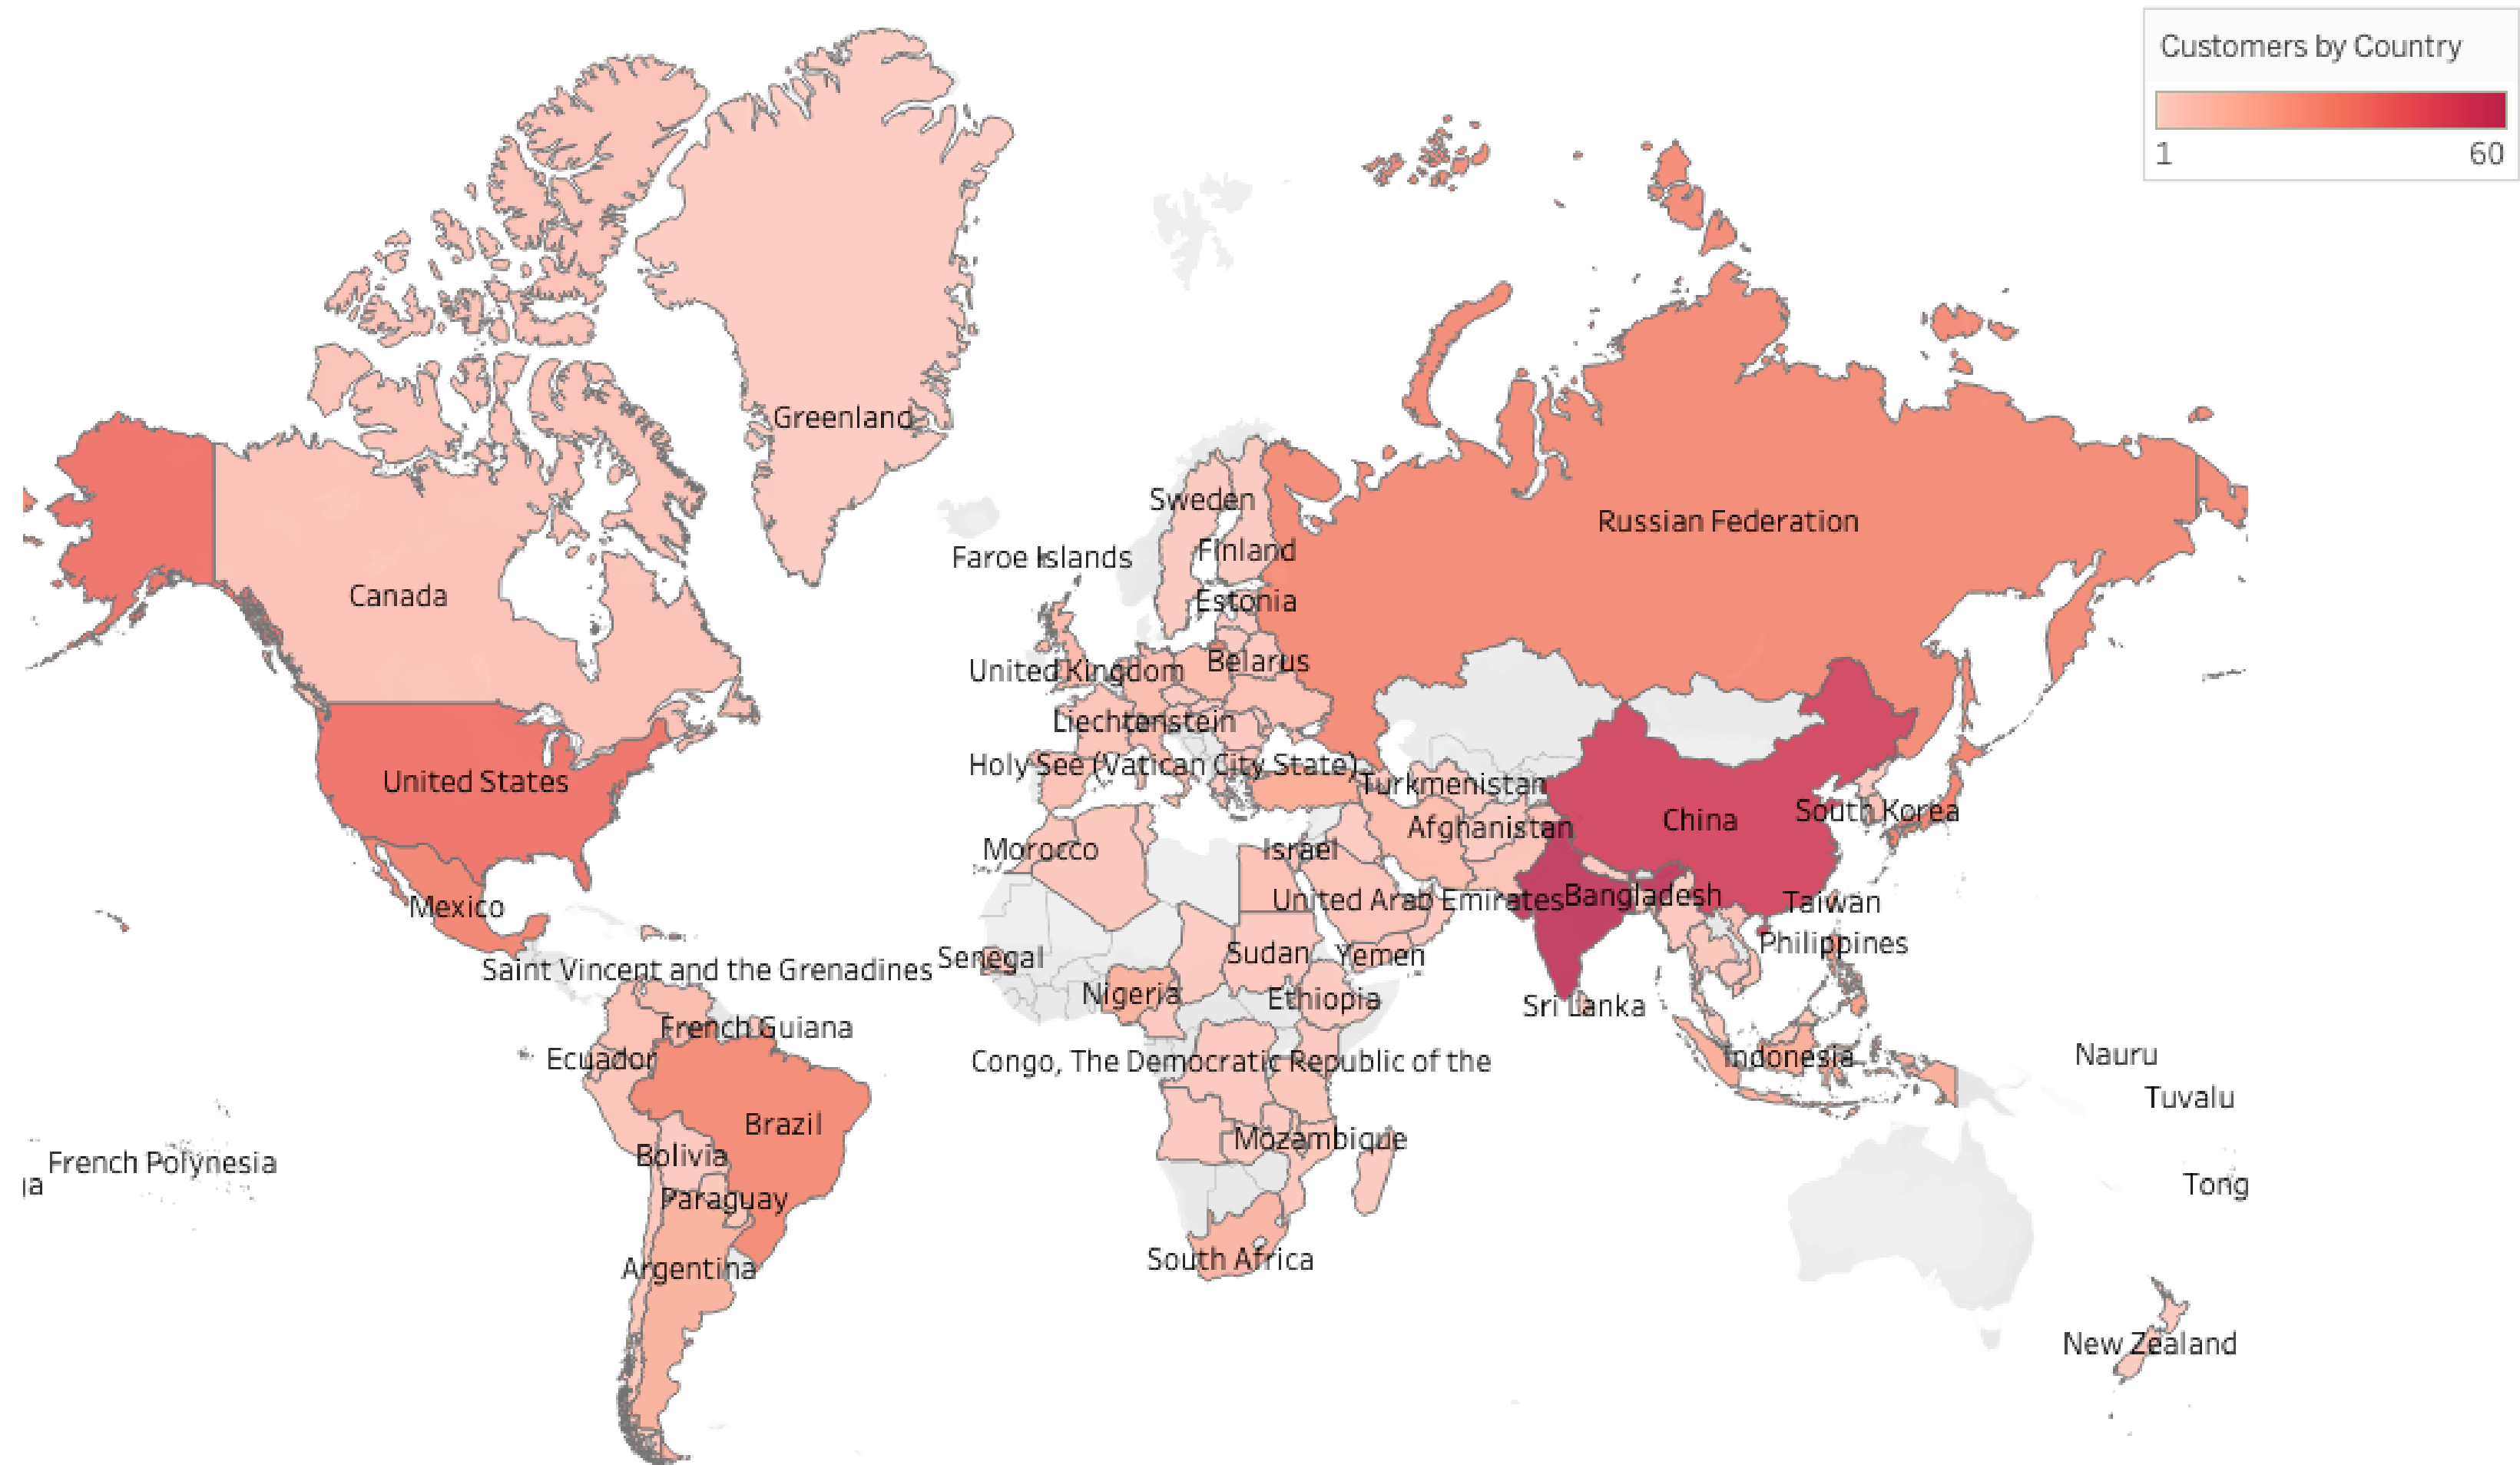 Customers by Country
1 60
Greenland
Sweden
Russian Federation
Faroe Islands
Finland
Canada
Estonia
United Kingdom
Belarus
Liechtenstein
Holy See (Vatican City State)
United States
Turkmenistan
South Korea
China
Afghanistan
Morocco
Israel
Mexico
United Arab Emirates
Bangladesh
Taiwan
Philippines
Saint Vincent and the Grenadines
Senegal
Sudan
Yemen
Nigeria
Ethiopia
Sri Lanka
French Guiana
Ecuador
Congo, The Democratic Republic of the
Indonesia
Nauru
Tuvalu
Brazil
Mozambique
Bolivia
French Polynesia
ga
Tong
Paraguay
South Africa
Argentina
New Zealand